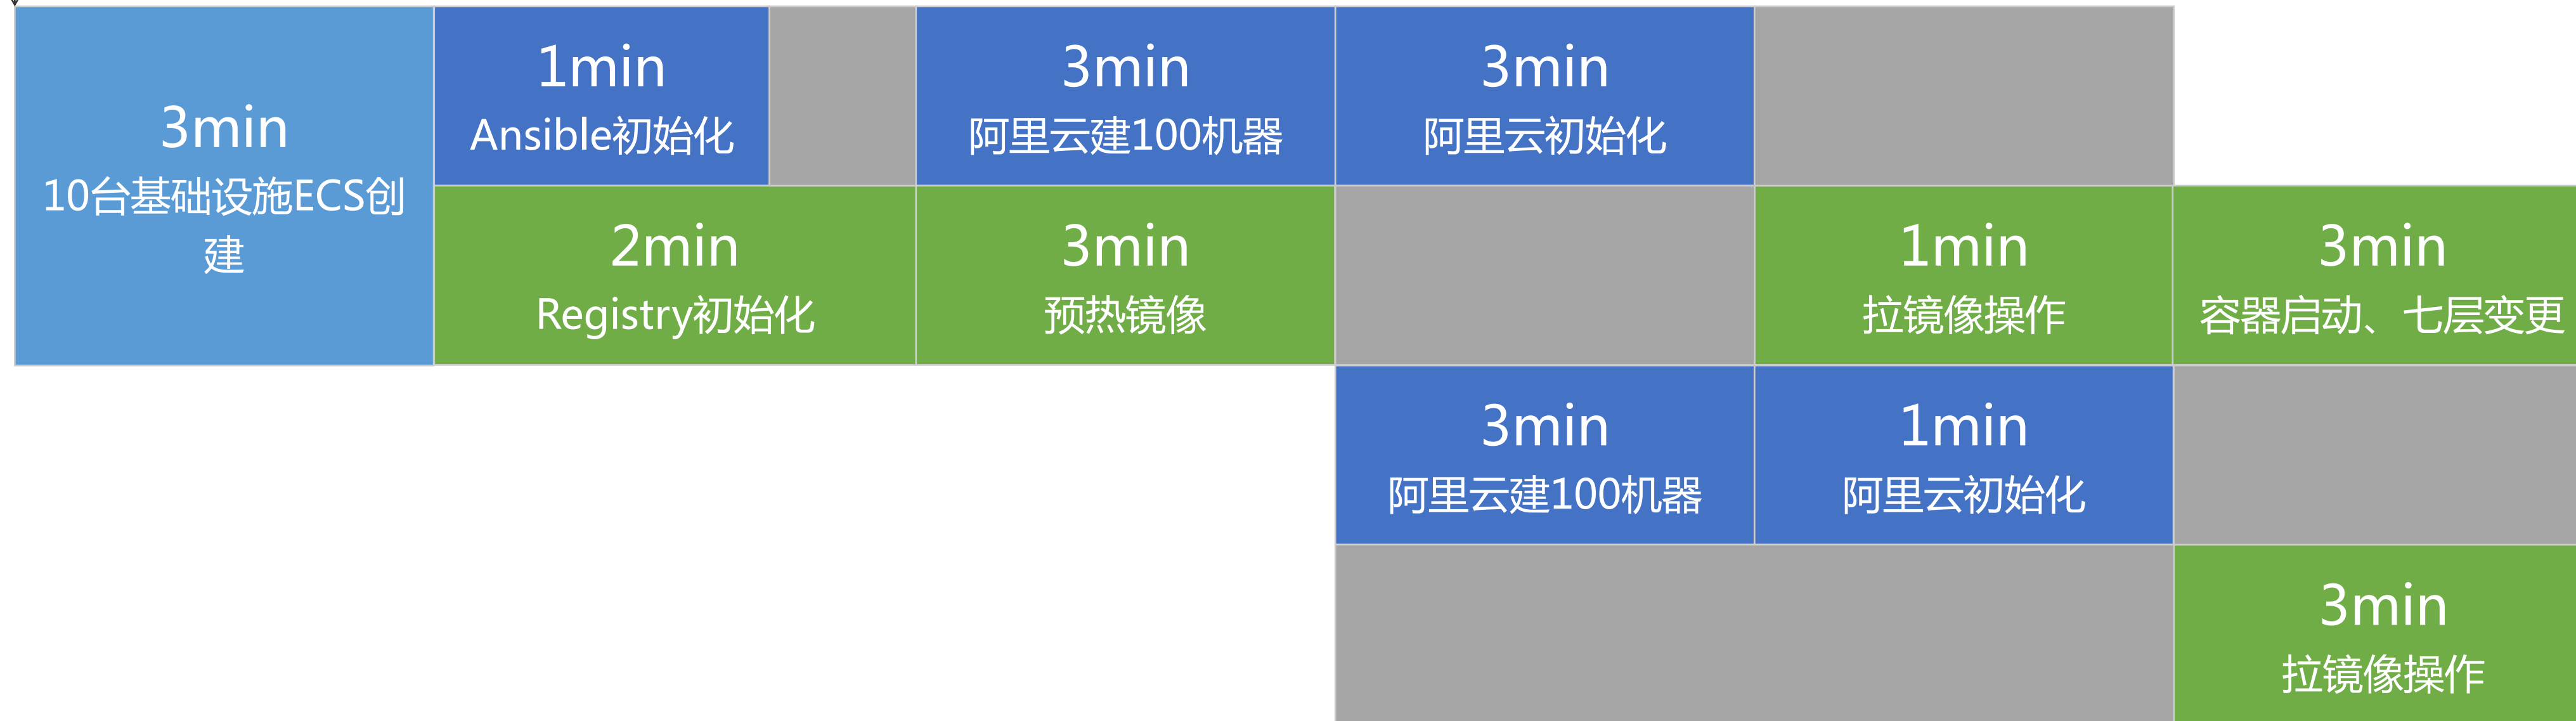 3min
10台基础设施ECS创
建
1min
Ansible初始化
3min
阿里云建100机器
3min
阿里云初始化
2min
Registry初始化
3min
预热镜像
1min
拉镜像操作
3min
容器启动、七层变更
3min
阿里云建100机器
1min
阿里云初始化
3min
拉镜像操作